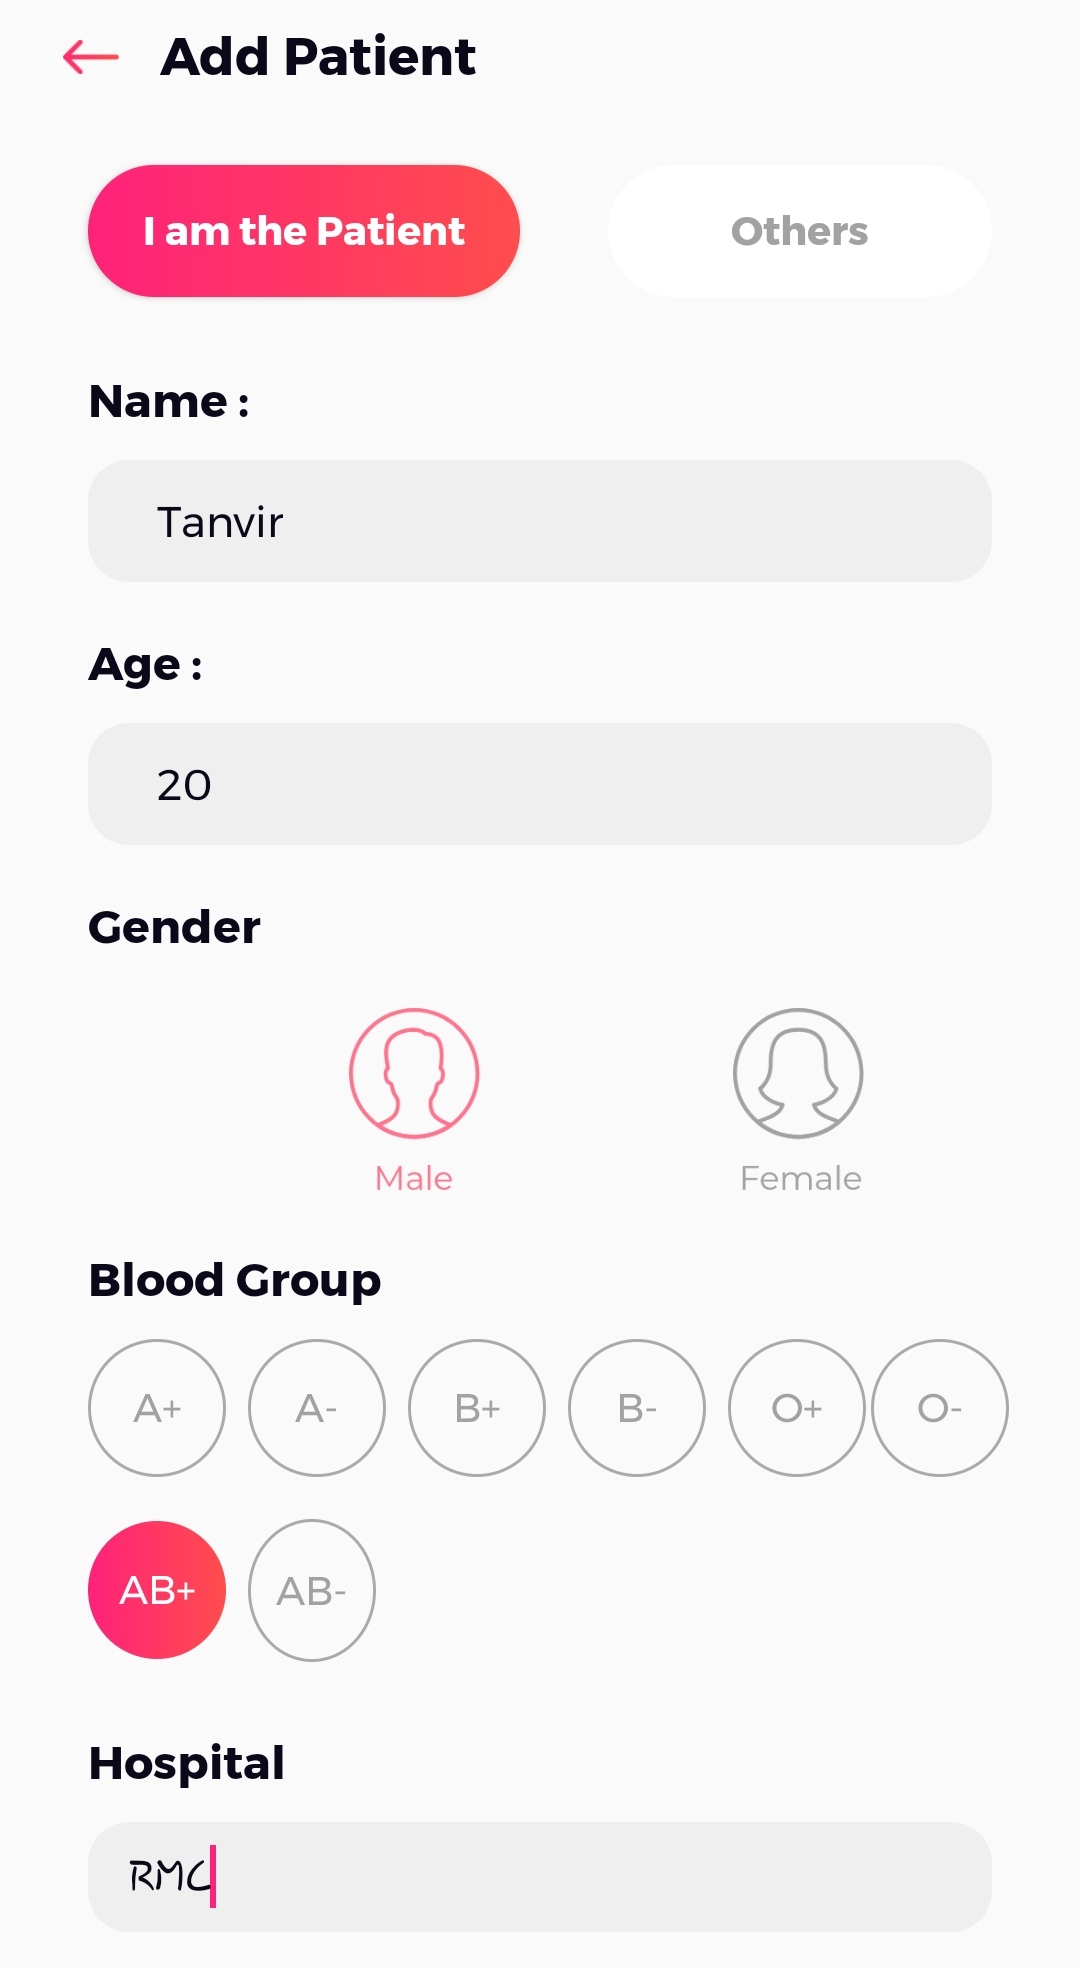 Add Patient
I am the Patient Others
Name :
Tanvir
Age :
20
Gender
Male Female
Blood Group
A+ A- B+ B- O+ O-
AB+ AB-
Hospital
RMC